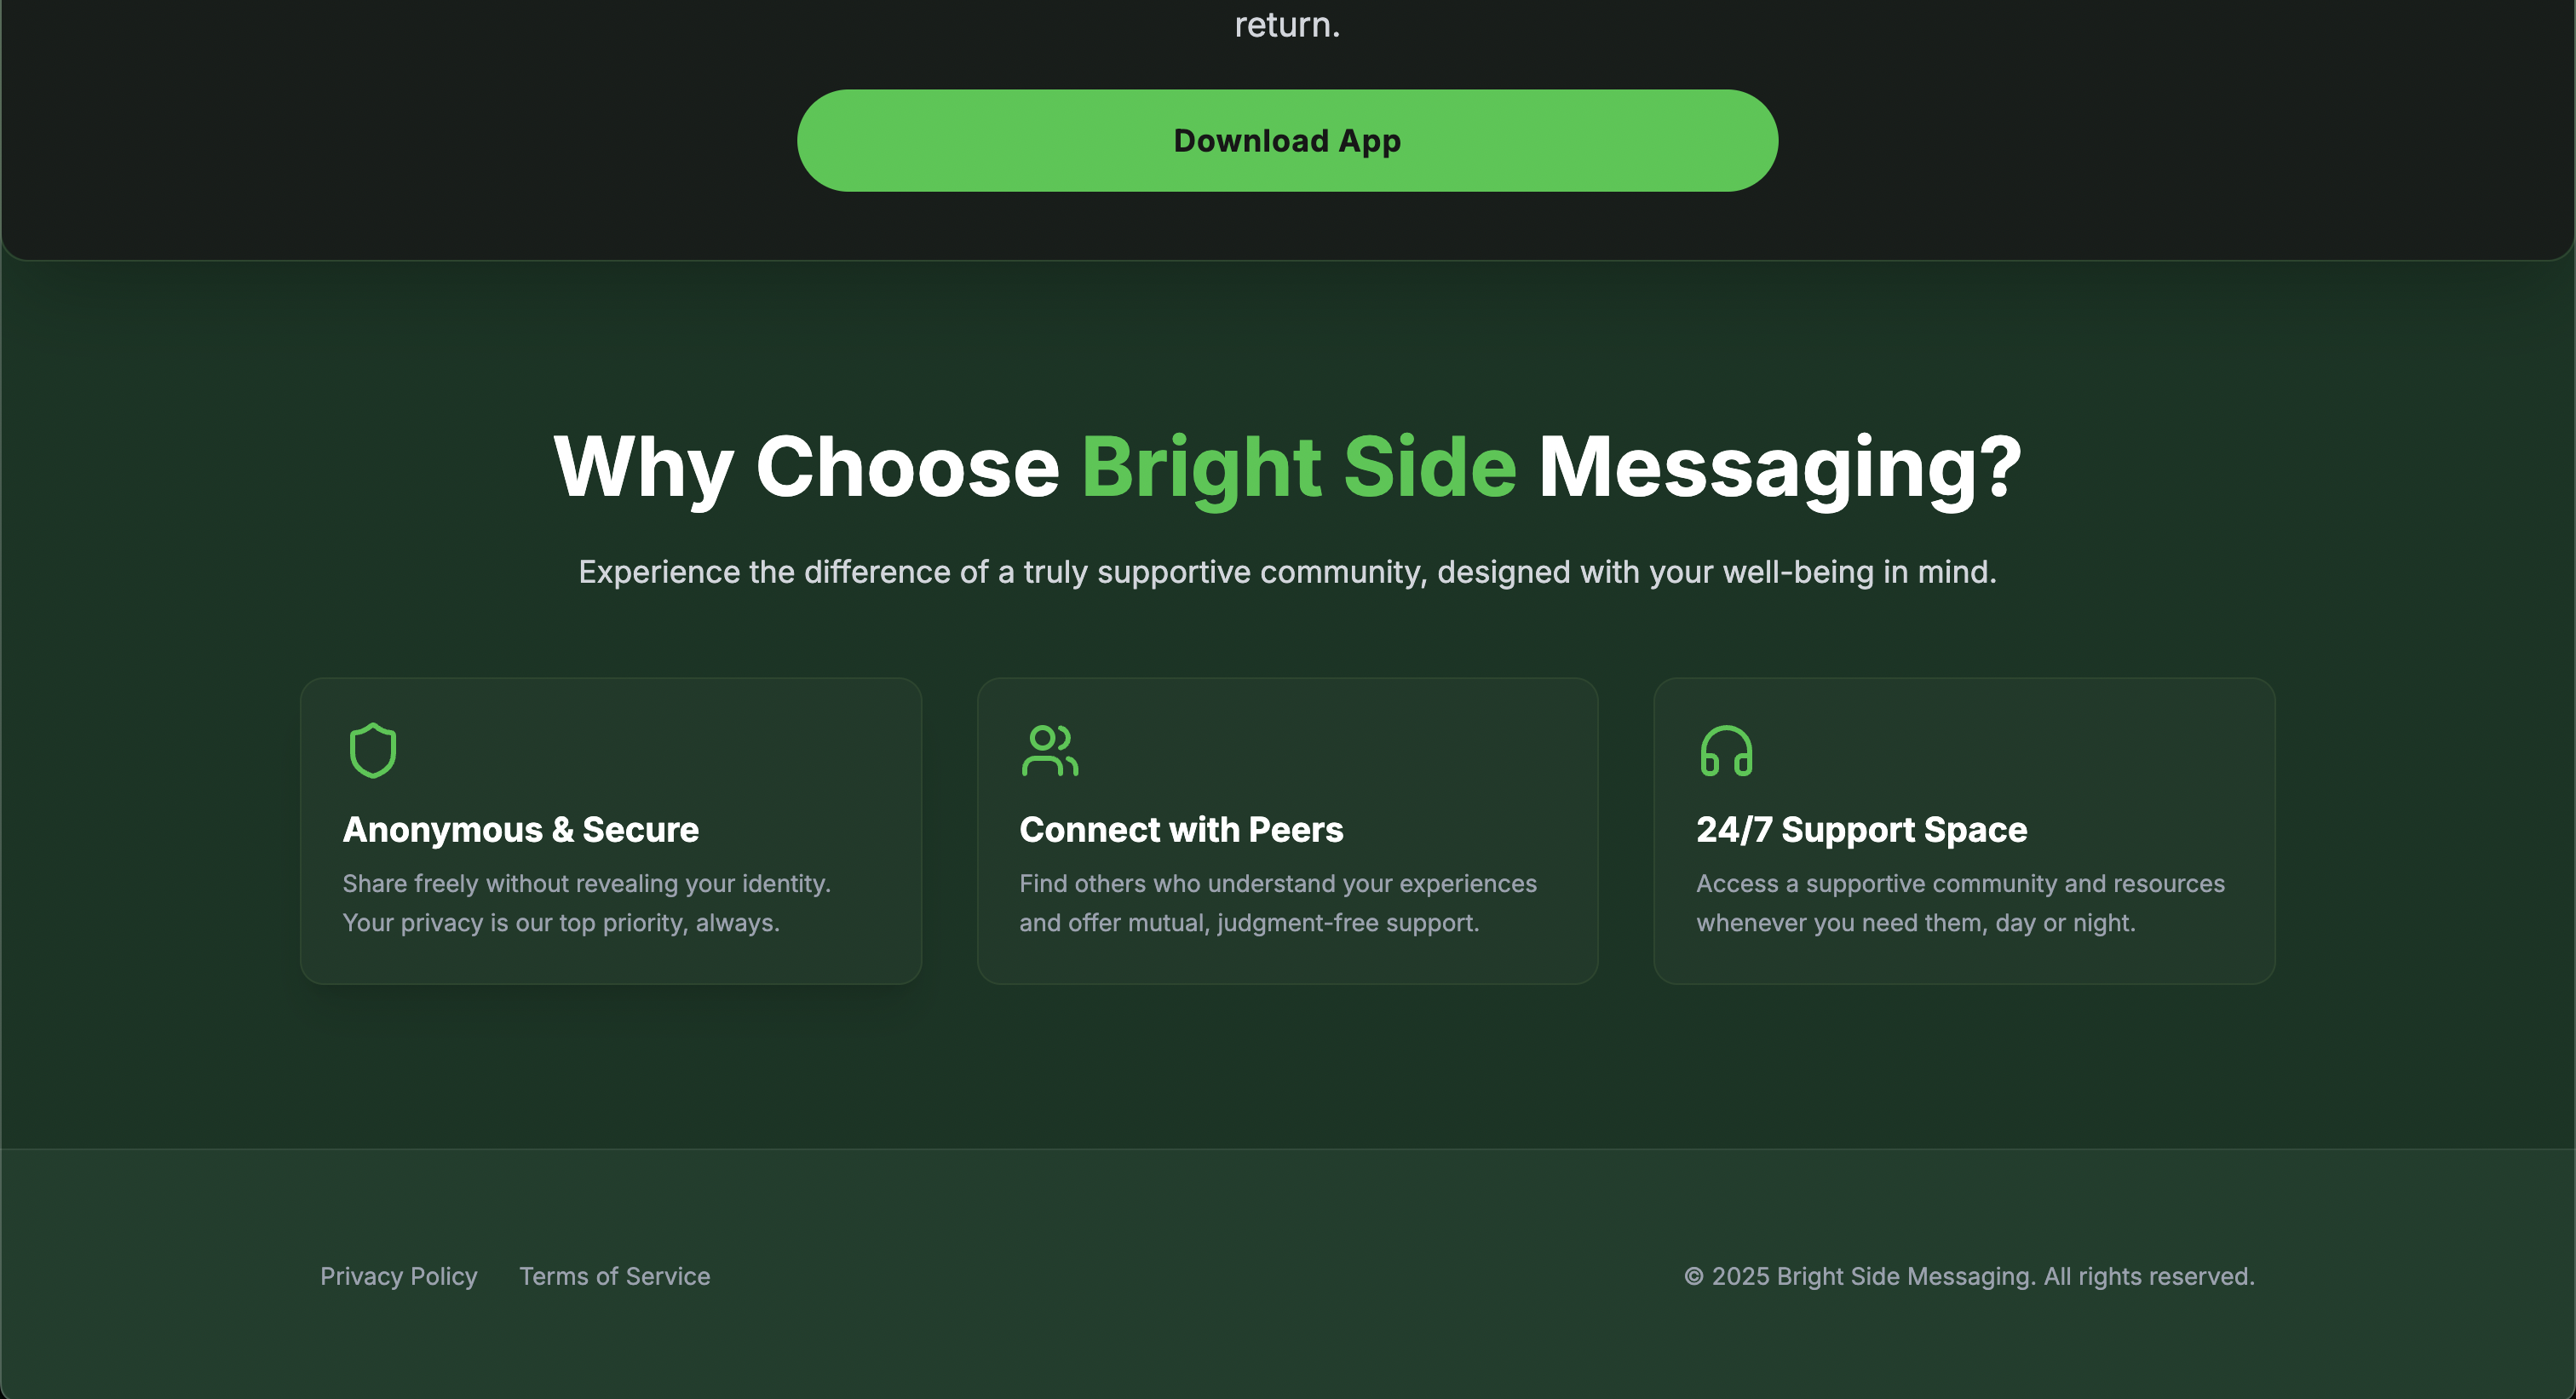 return.
Download App
Why Choose Bright Side Messaging?
Experience the difference of a truly supportive community, designed with your well-being in mind.
Anonymous & Secure
Share freely without revealing your identity.
Your privacy is our top priority, always.
Connect with Peers
Find others who understand your experiences
and offer mutual, judgment-free support.
24/7 Support Space
Access a supportive community and resources
whenever you need them, day or night.
Privacy Policy
Terms of Service
© 2025 Bright Side Messaging. All rights reserved.